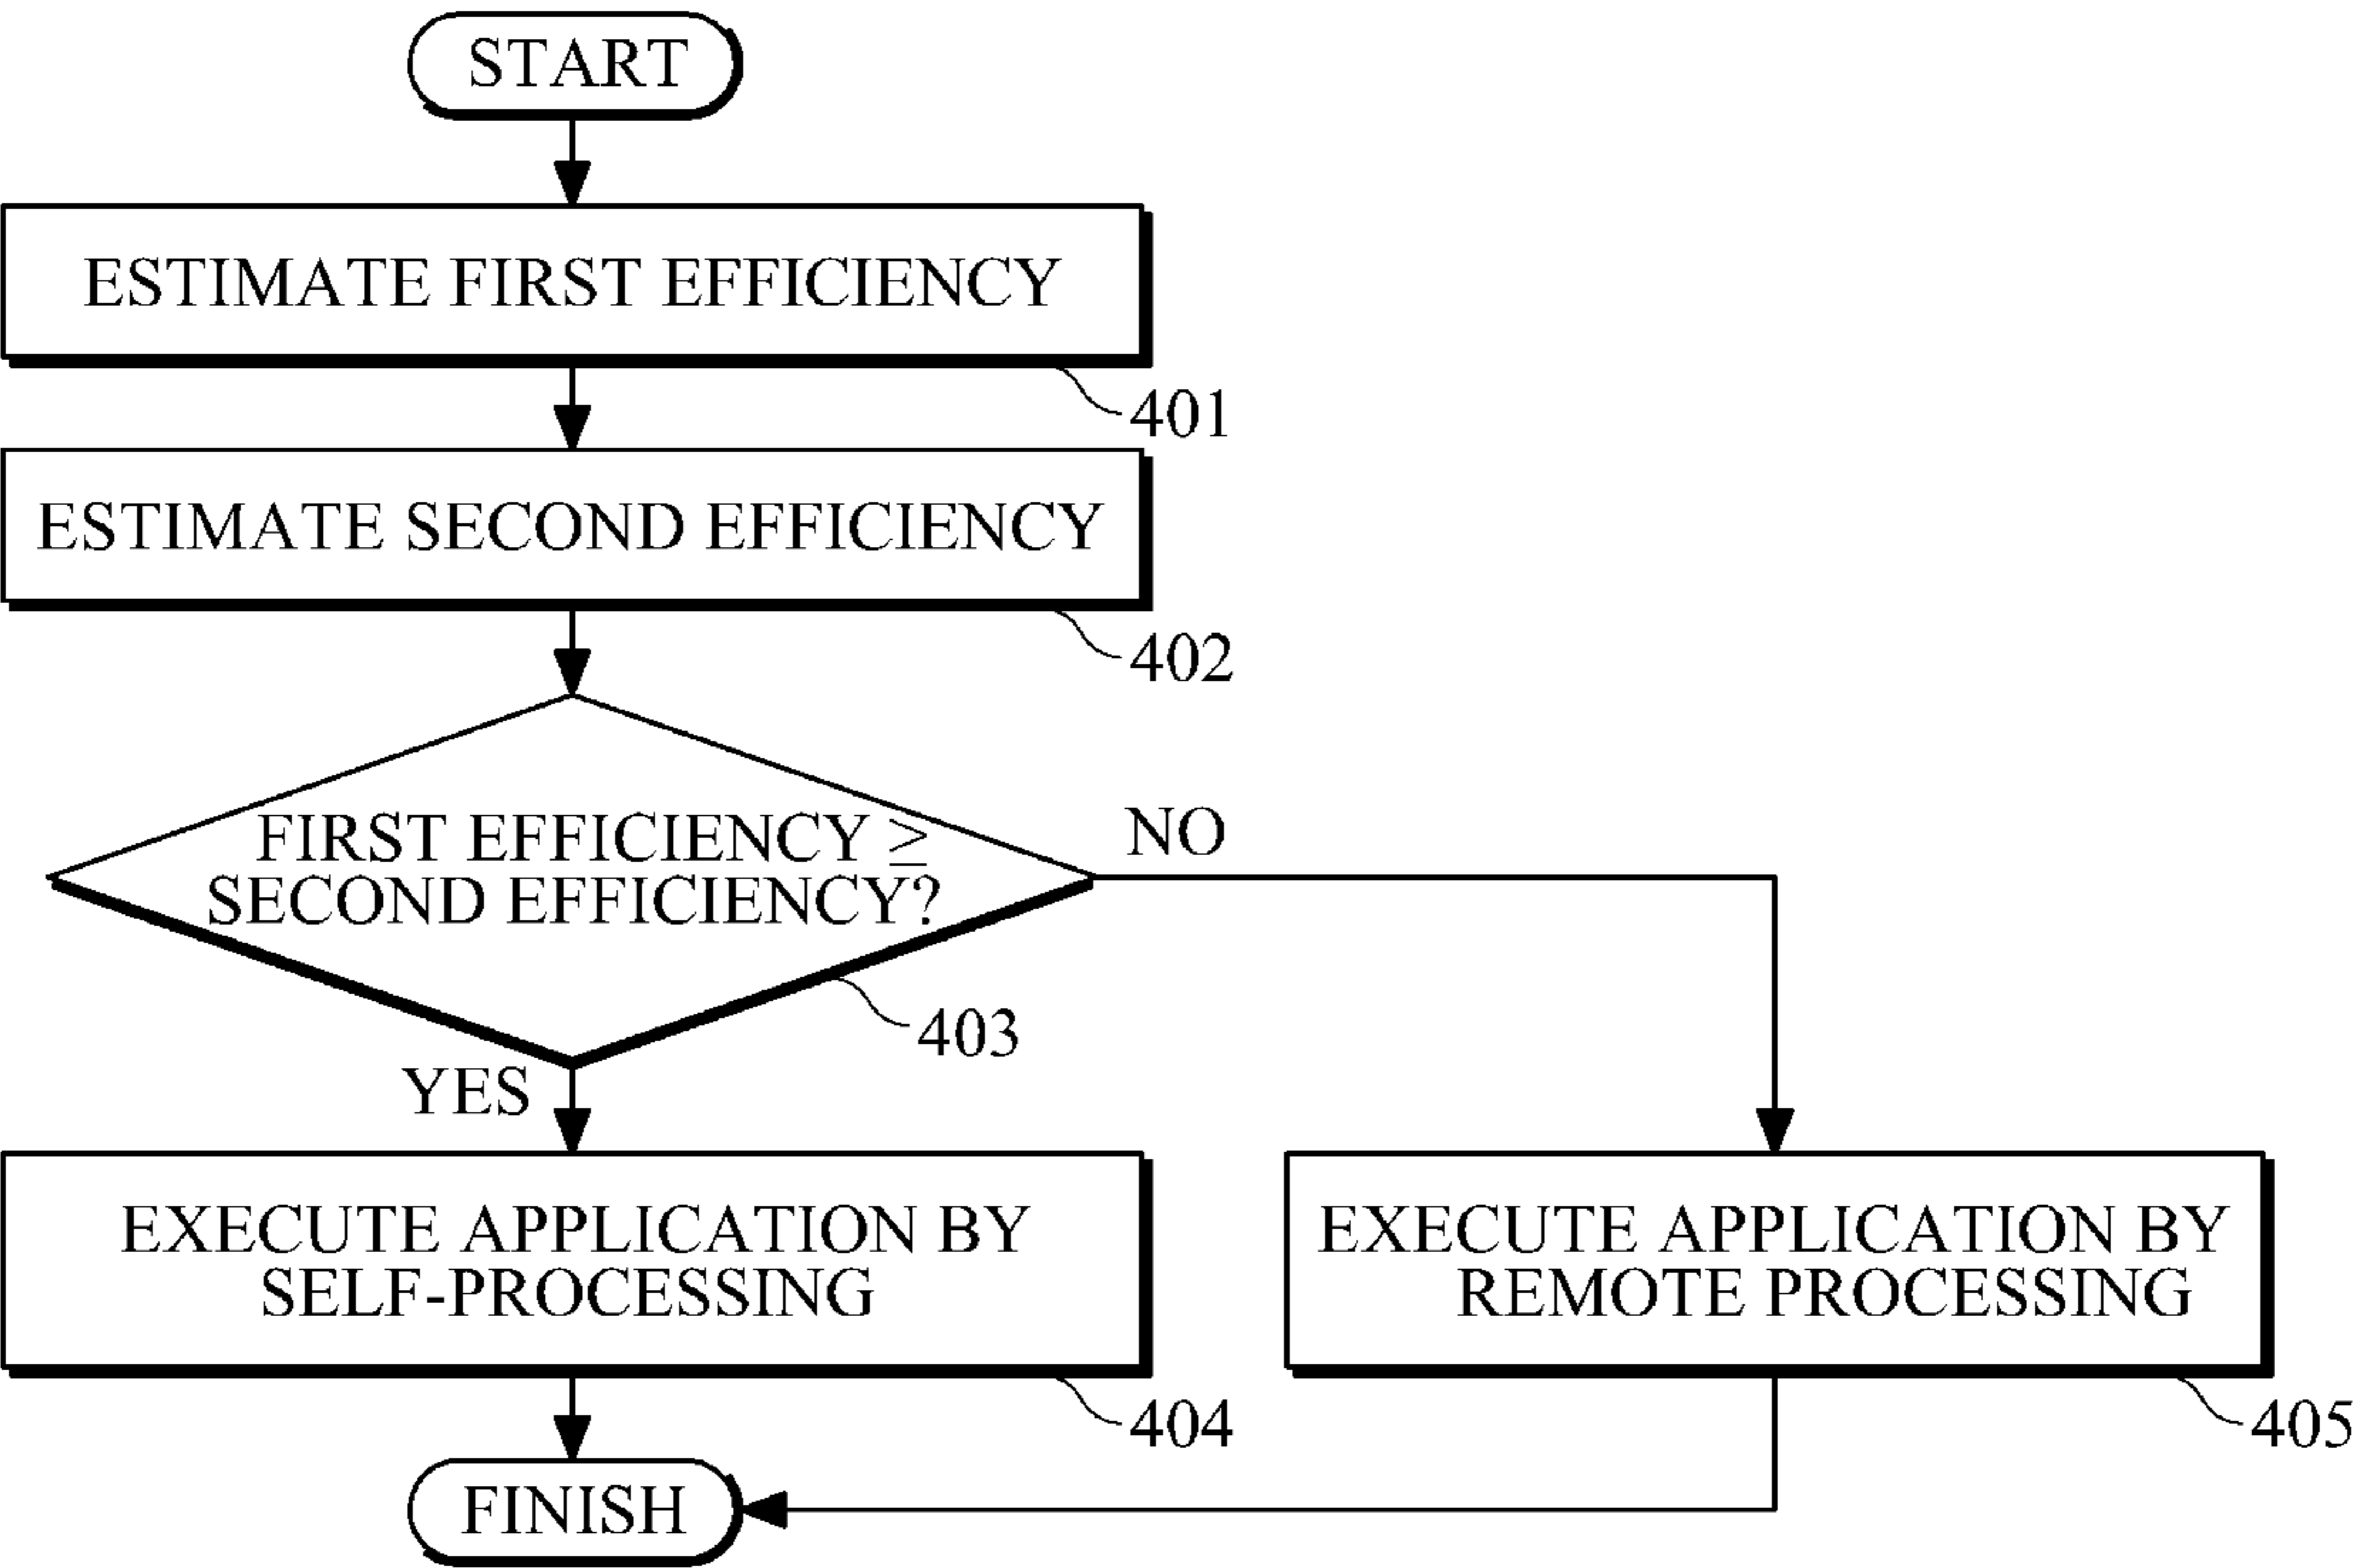 START
ESTIMATE FIRST EFFICIENCY
401
ESTIMATE SECOND EFFICIENCY
402
FIRST EFFICIENCY ≥
SECOND EFFICIENCY?
NO
403
YES
EXECUTE APPLICATION BY
SELF-PROCESSING
404
EXECUTE APPLICATION BY
REMOTE PROCESSING
405
FINISH